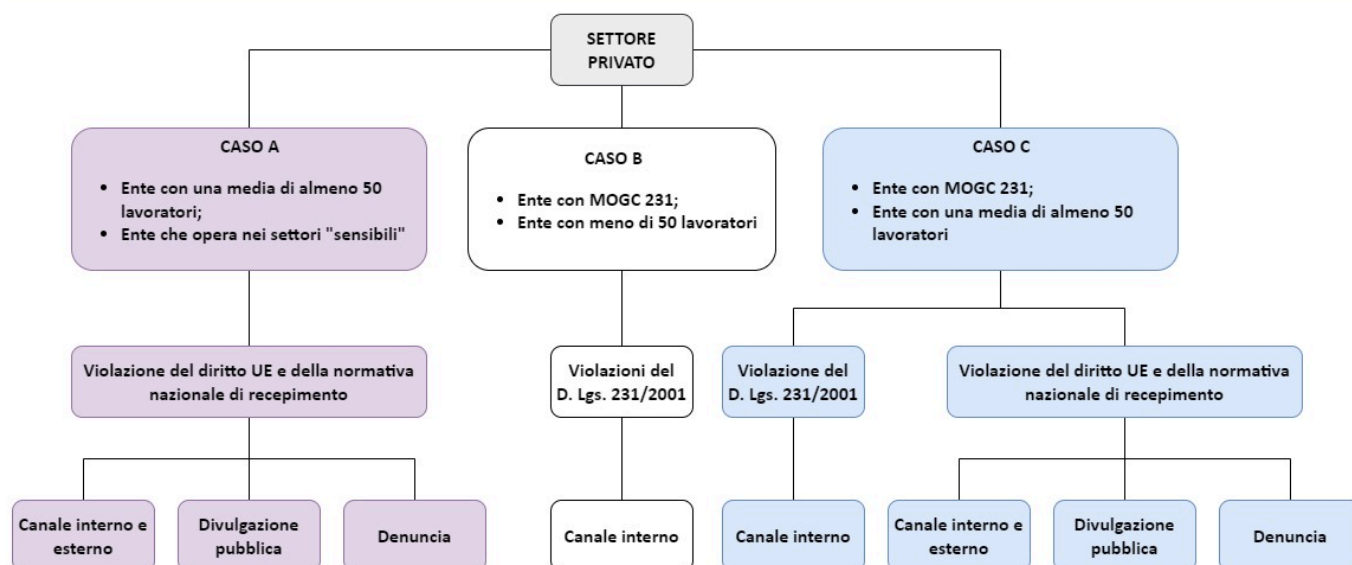 SETTORE
PRIVATO
CASO A
• Ente con una media di almeno 50
lavoratori;
• Ente che opera nei settori "sensibili"
CASO B
• Ente con MOGC 231;
• Ente con meno di 50 lavoratori
CASO C
• Ente con MOGC 231;
• Ente con una media di almeno 50
lavoratori
Violazione del diritto UE e della normativa
nazionale di recepimento
Violazioni del
D. Lgs. 231/2001
Violazione del
D. Lgs. 231/2001
Violazione del diritto UE e della normativa
nazionale di recepimento
Canale interno e
esterno
Divulgazione
pubblica
Denuncia
Canale interno
Canale interno
Canale interno e
esterno
Divulgazione
pubblica
Denuncia